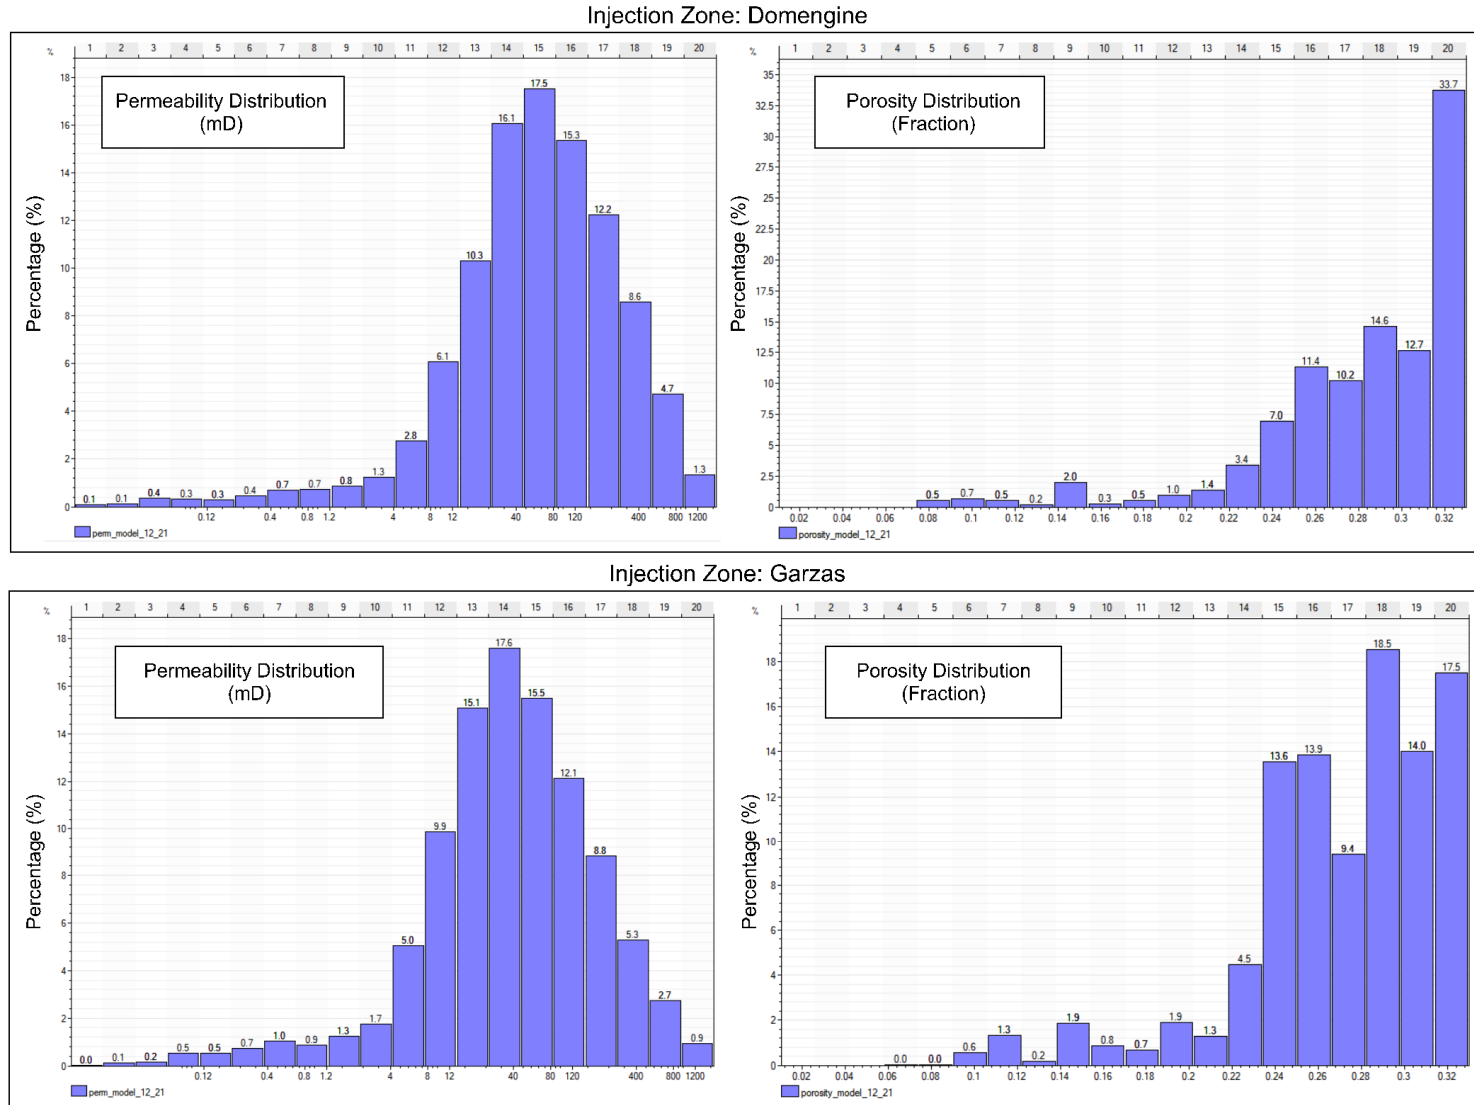 Injection Zone: Domengine
% 1 2 3 4 5 6 7 8 9 10 11 12 13 14 15 16 17 18 19 20
Permeability Distribution
(mD)
Percentage (%)
18
16
14
12
10
8
6
4
2
0
0.1 0.1 0.4 0.3 0.3 0.4 0.7 0.7 0.8 1.3 2.8 6.1 10.3 16.1 17.5 15.3 12.2 8.6 4.7 1.3
0.12 0.4 0.8 1.2 4 8 12 40 80 120 400 800 1200
perm_model_12_21
% 1 2 3 4 5 6 7 8 9 10 11 12 13 14 15 16 17 18 19 20
Porosity Distribution
(Fraction)
Percentage (%)
35
32.5
30
27.5
25
22.5
20
17.5
15
12.5
10
7.5
5
2.5
0
0.5 0.7 0.5 0.2 2.0 0.3 0.5 1.0 1.4 3.4 7.0 11.4 10.2 14.6 12.7 33.7
0.02 0.04 0.06 0.08 0.1 0.12 0.14 0.16 0.18 0.2 0.22 0.24 0.26 0.28 0.3 0.32
porosity_model_12_21
Injection Zone: Garzas
% 1 2 3 4 5 6 7 8 9 10 11 12 13 14 15 16 17 18 19 20
Permeability Distribution
(mD)
Percentage (%)
18
16
14
12
10
8
6
4
2
0
0.0 0.1 0.2 0.5 0.5 0.7 1.0 0.9 1.3 1.7 5.0 9.9 15.1 17.6 15.5 12.1 8.8 5.3 2.7 0.9
0.12 0.4 0.8 1.2 4 8 12 40 80 120 400 800 1200
perm_model_12_21
% 1 2 3 4 5 6 7 8 9 10 11 12 13 14 15 16 17 18 19 20
Porosity Distribution
(Fraction)
Percentage (%)
18
16
14
12
10
8
6
4
2
0
0.0 0.0 0.6 1.3 0.2 1.9 0.8 0.7 1.9 1.3 4.5 13.6 13.9 9.4 18.5 14.0 17.5
0.02 0.04 0.06 0.08 0.1 0.12 0.14 0.16 0.18 0.2 0.22 0.24 0.26 0.28 0.3 0.32
porosity_model_12_21